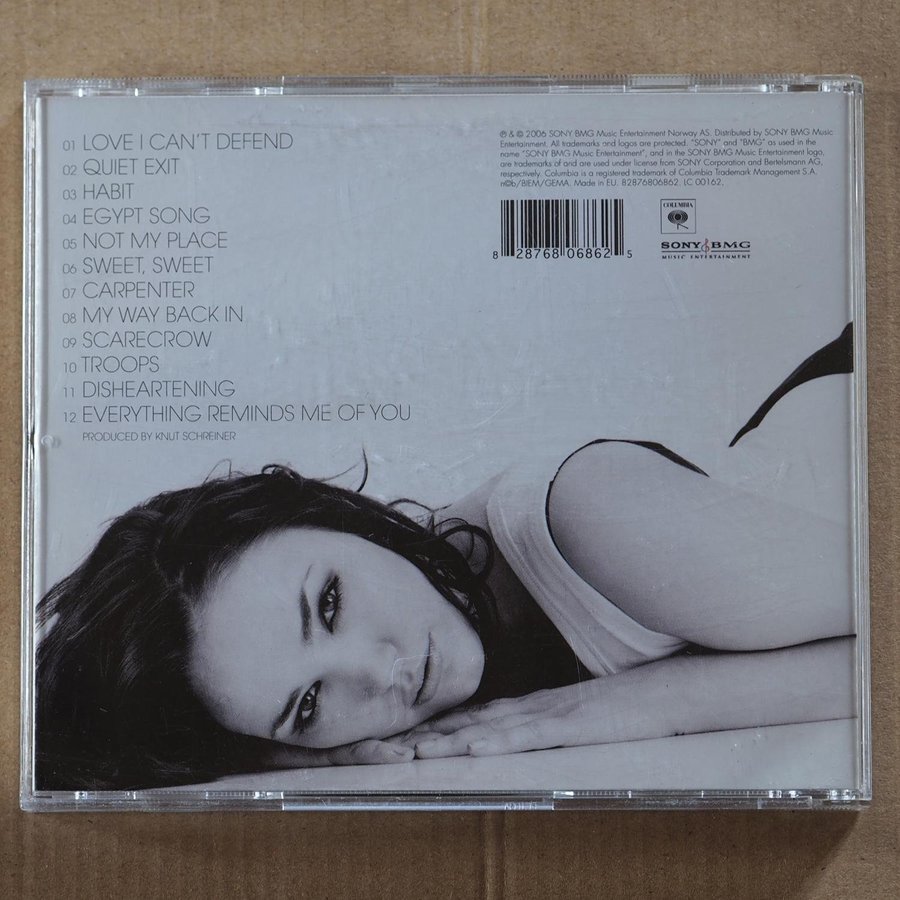 01 LOVE I CAN'T DEFEND
02 QUIET EXIT
03 HABIT
04 EGYPT SONG
05 NOT MY PLACE
06 SWEET, SWEET
07 CARPENTER
08 MY WAY BACK IN
09 SCARECROW
10 TROOPS
11 DISHEARTENING
12 EVERYTHING REMINDS ME OF YOU
PRODUCED BY KNUT SCHREINER
℗ & © 2006 SONY BMG Music Entertainment Norway AS. Distributed by SONY BMG Music
Entertainment. All trademarks and logos are protected. "SONY" and "BMG" as used in the
name "SONY BMG Music Entertainment", and in the SONY BMG Music Entertainment logo,
are trademarks of and are used under license from SONY Corporation and Bertelsmann AG,
respectively. Columbia is a registered trademark of Columbia Trademark Management S.A.
n©b/BIEM/GEMA. Made in EU. 82876806862. LC 00162.
8 28768 06862 5
COLUMBIA
SONY BMG
MUSIC ENTERTAINMENT